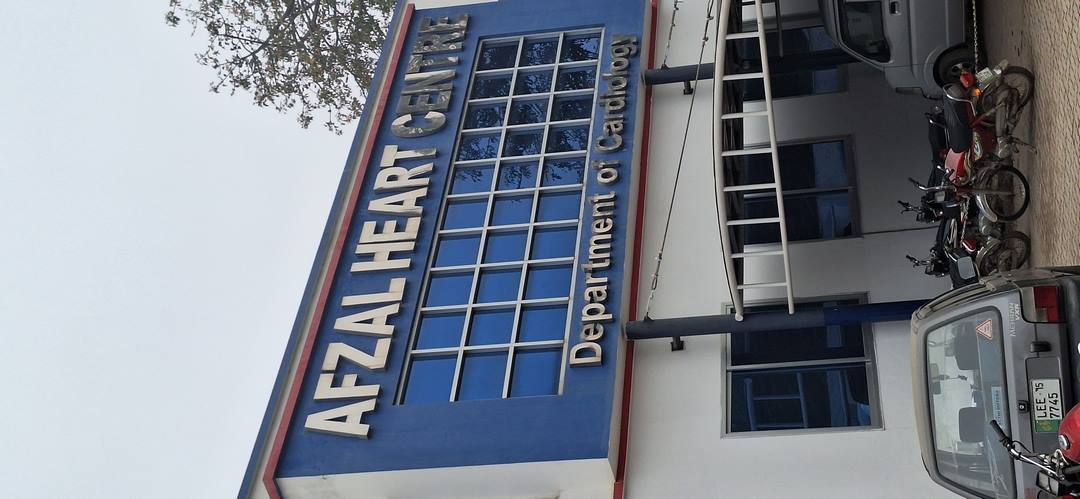 AFZAL HEART CENTRE
Department of Cardiology
LEE 15
7745